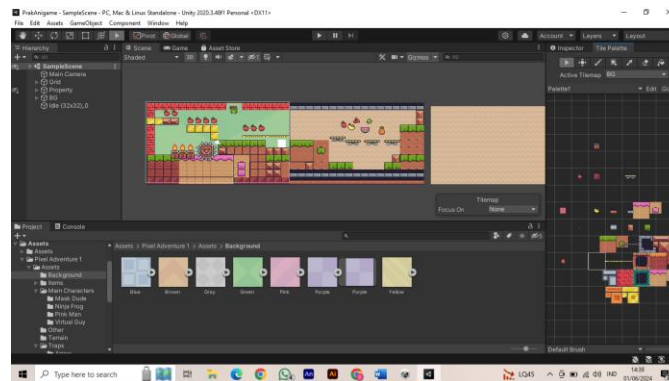 PrakAnigame - SampleScene - PC, Mac & Linux Standalone - Unity 2020.3.48f1 Personal <DX11>
File Edit Assets GameObject Component Window Help
Pivot Global Account Layers Layout
Hierarchy Scene Game Asset Store Inspector Tile Palette
Shaded 2D Gizmos All
SampleScene
Main Camera
Grid
Property
BG
Idle (32x32)_0
Active Tilemap BG
Palette1 Edit
Tilemap
Focus On None
Project Console
Assets
Assets
Pixel Adventure 1
Assets
Background
Items
Main Characters
Mask Dude
Ninja Frog
Pink Man
Virtual Guy
Other
Terrain
Traps
Assets > Pixel Adventure 1 > Assets > Background
Blue Brown Gray Green Pink Purple Purple Yellow
Default Brush
Type here to search
LQ45 IND
14:39
01/06/2024